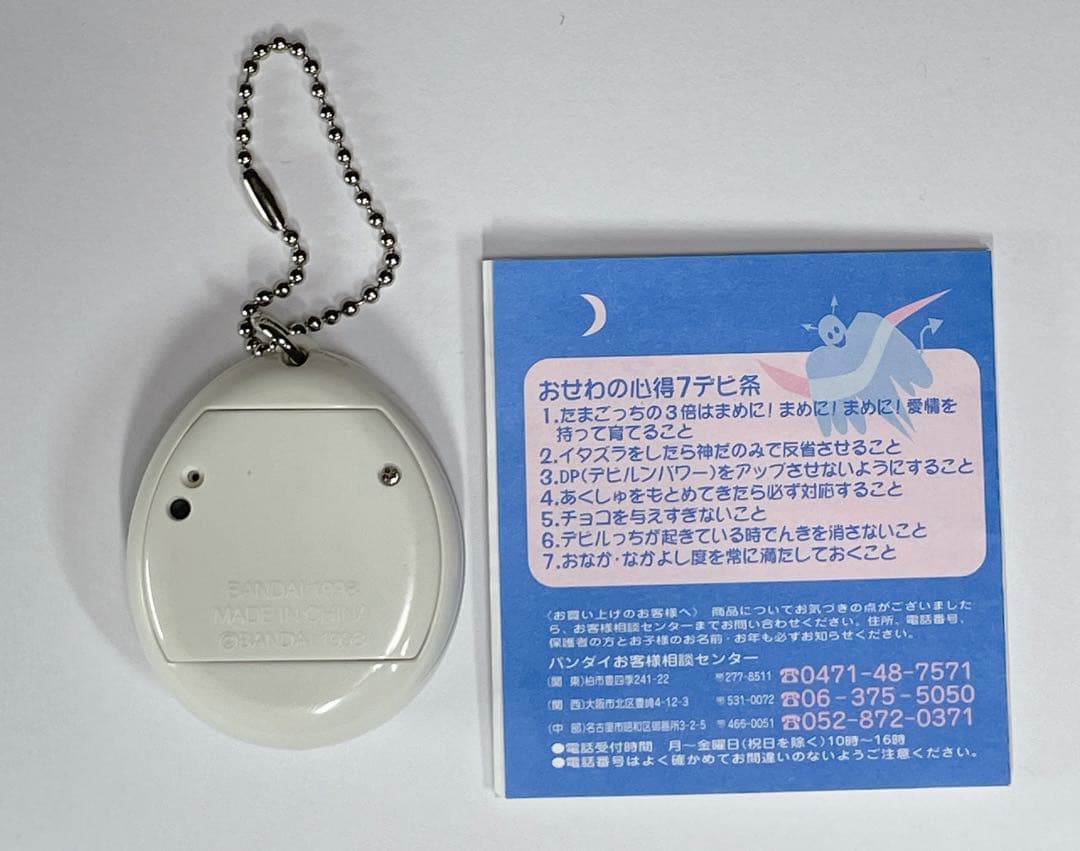 BANDAI 1998
MADE IN CHINA
©BANDAI 1998
おせわの心得7デビ条
1.たまごっちの3倍はまめに!まめに!まめに!愛情を
持って育てること
2.イタズラをしたら神だのみで反省させること
3.DP(デビルンパワー)をアップさせないようにすること
4.あくしゅをもとめてきたら必ず対応すること
5.チョコを与えすぎないこと
6.デビルっちが起きている時でんきを消さないこと
7.おなか・なかよし度を常に満たしておくこと
〈お買い上げのお客様へ〉 商品についてお気づきの点がございました
ら、お客様相談センターまでお問い合わせください。住所、電話番号、
保護者の方とお子様のお名前・お年も必ずお知らせください。
バンダイお客様相談センター
(関 東)柏市豊四季241-22 〒277-8511 ☎0471-48-7571
(関 西)大阪市北区豊崎4-12-3 〒531-0072 ☎06-375-5050
(中 部)名古屋市昭和区御器所3-2-5 〒466-0051 ☎052-872-0371
●電話受付時間 月〜金曜日(祝日を除く)10時〜16時
●電話番号はよく確かめてお間違いのないようご注意ください。